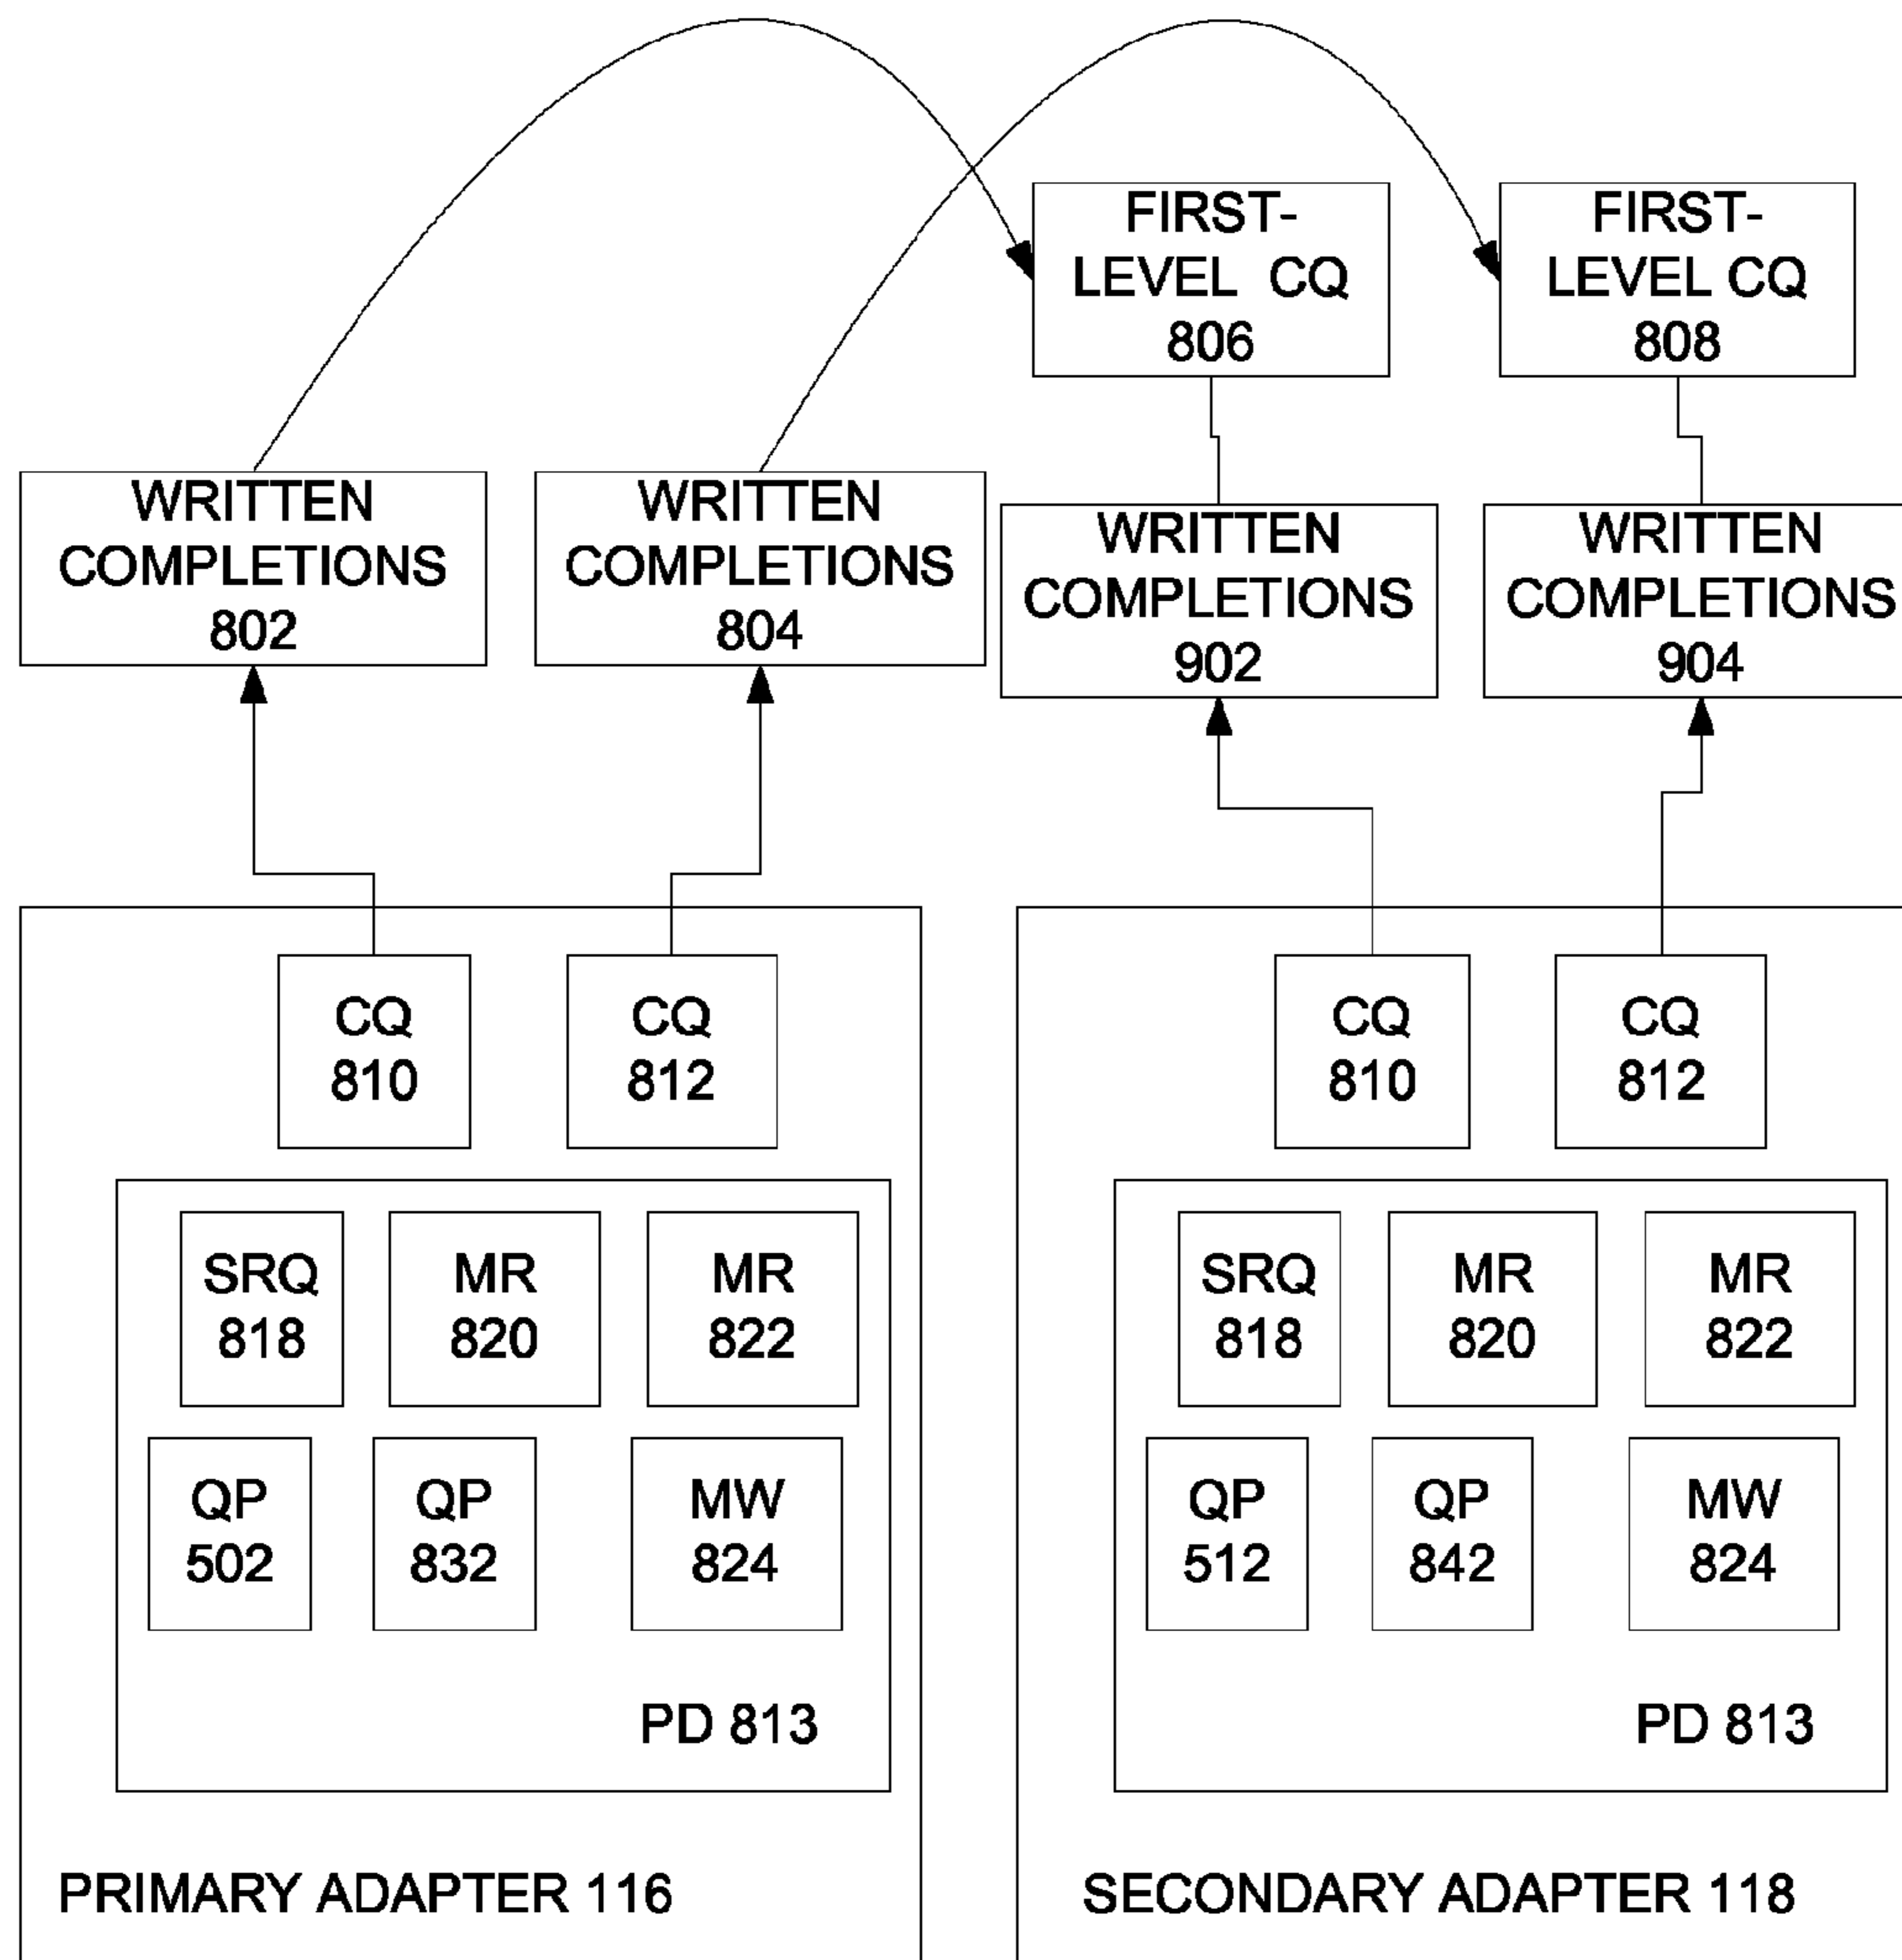 FIRST-
LEVEL CQ
806
FIRST-
LEVEL CQ
808
WRITTEN
COMPLETIONS
802
WRITTEN
COMPLETIONS
804
WRITTEN
COMPLETIONS
902
WRITTEN
COMPLETIONS
904
CQ
810
CQ
812
SRQ
818
MR
820
MR
822
QP
502
QP
832
MW
824
PD 813
PRIMARY ADAPTER 116
CQ
810
CQ
812
SRQ
818
MR
820
MR
822
QP
512
QP
842
MW
824
PD 813
SECONDARY ADAPTER 118